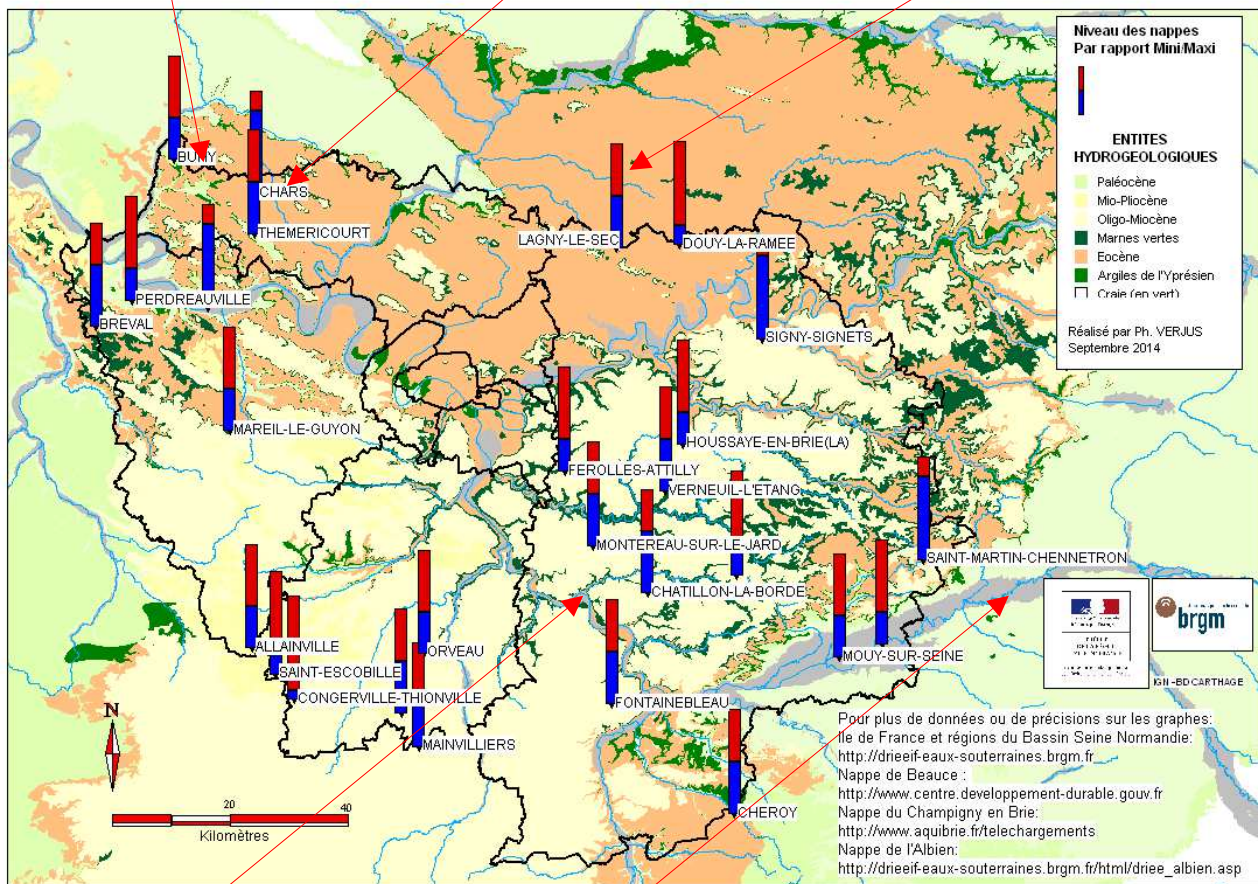 Niveau des nappes
Par rapport Mini/Maxi
ENTITES
HYDROGEOLOGIQUES
Paléocène
Mio-Pliocène
Oligo-Miocène
Marnes vertes
Eocène
Argiles de l'Yprésien
Craie (en vert)
Réalisé par Ph. VERJUS
Septembre 2014
BUHY
CHARS
THEMERICOURT
LAGNY-LE-SEC
DOUY-LA-RAMEE
PERDREAUVILLE
BREVAL
SIGNY-SIGNETS
MAREIL-LE-GUYON
HOUSSAYE-EN-BRIE(LA)
FEROLLES-ATTILLY
VERNEUIL-L'ETANG
MONTEREAU-SUR-LE-JARD
SAINT-MARTIN-CHENNETRON
CHATILLON-LA-BORDE
ALLAINVILLE
ORVEAU
MOUY-SUR-SEINE
SAINT-ESCOBILLE
CONGERVILLE-THIONVILLE
FONTAINEBLEAU
MAINVILLIERS
CHEROY
N
20 40
Kilomètres
brgm
IGN-BD CARTHAGE
Pour plus de données ou de précisions sur les graphes:
Ile de France et régions du Bassin Seine Normandie:
http://drieeif-eaux-souterraines.brgm.fr
Nappe de Beauce :
http://www.centre.developpement-durable.gouv.fr
Nappe du Champigny en Brie:
http://www.aquibrie.fr/telechargements
Nappe de l'Albien:
http://drieeif-eaux-souterraines.brgm.fr/html/driee_albien.asp